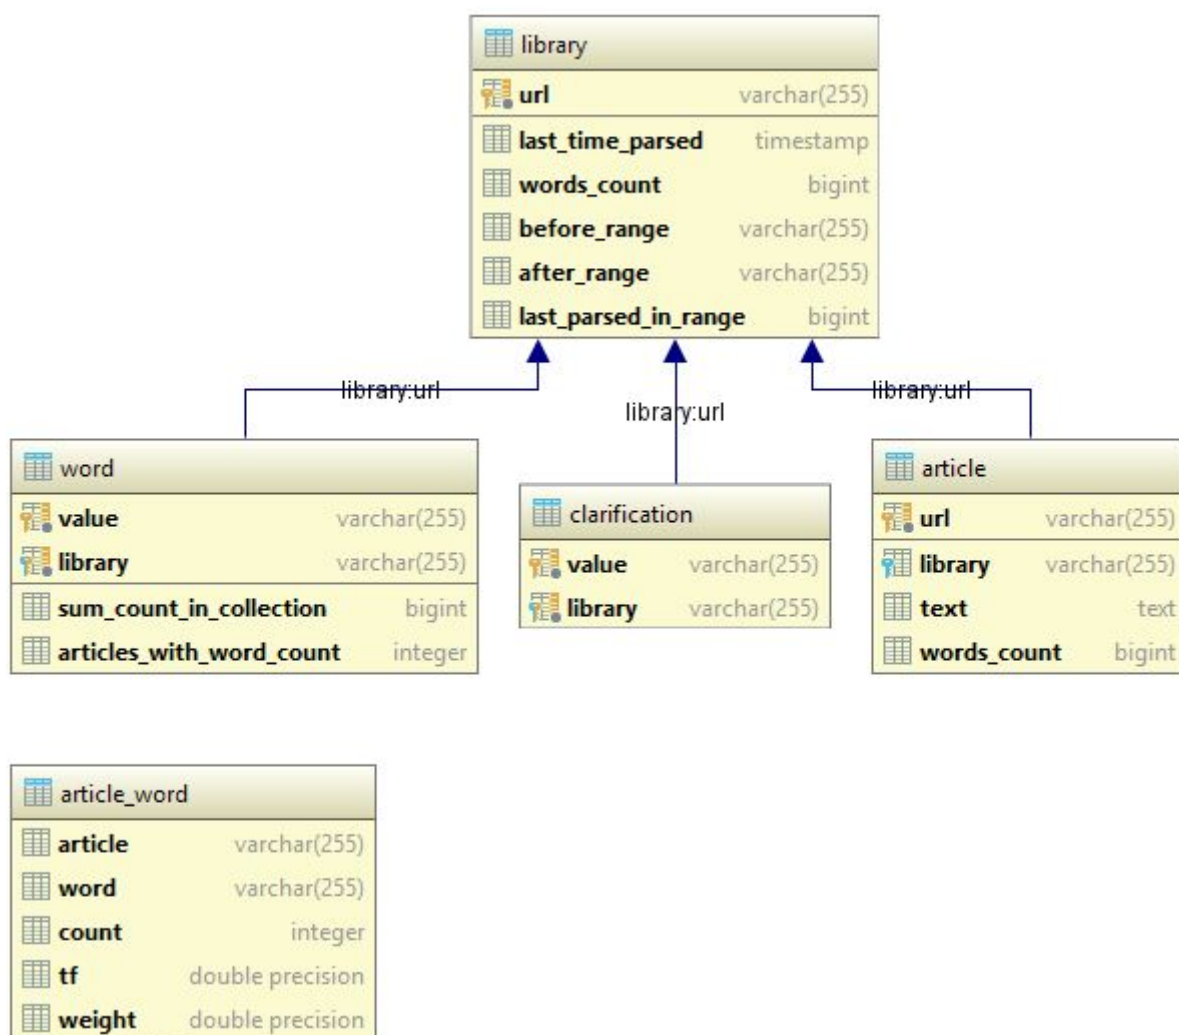 library
url varchar(255)
last_time_parsed timestamp
words_count bigint
before_range varchar(255)
after_range varchar(255)
last_parsed_in_range bigint
library:url
library:url
library:url
word
value varchar(255)
library varchar(255)
sum_count_in_collection bigint
articles_with_word_count integer
clarification
value varchar(255)
library varchar(255)
article
url varchar(255)
library varchar(255)
text text
words_count bigint
article_word
article varchar(255)
word varchar(255)
count integer
tf double precision
weight double precision